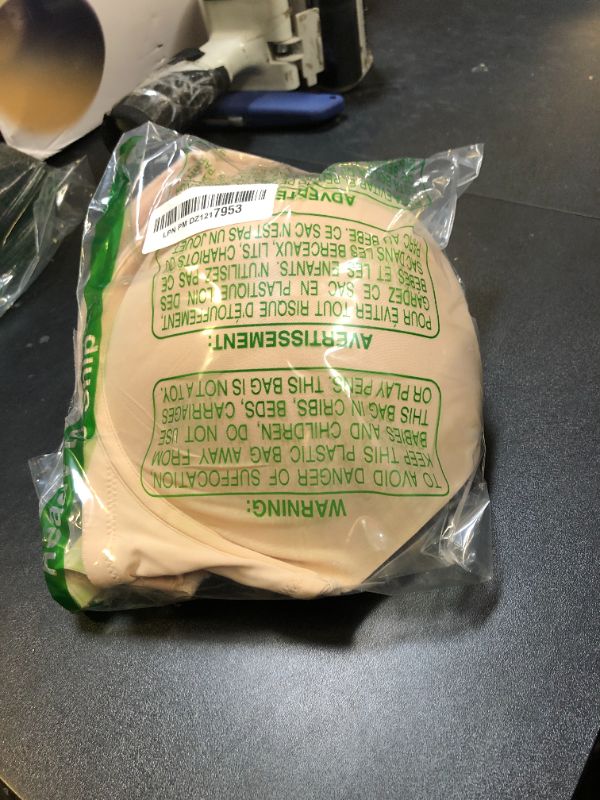 WARNING:
TO AVOID DANGER OF SUFFOCATION
KEEP THIS PLASTIC BAG AWAY FROM
BABIES AND CHILDREN, DO NOT USE
THIS BAG IN CRIBS, BEDS, CARRIAGES
OR PLAY PENS, THIS BAG IS NOT A TOY.
AVERTISSEMENT:
POUR ÉVITER TOUT RISQUE D'ÉTOUFFEMENT,
GARDEZ CE SAC EN PLASTIQUE LOIN DES
BÉBÉS ET LES ENFANTS. N'UTILISEZ PAS CE
SAC DANS LES BERCEAUX, LITS, CHARIOTS OU
AU BÉBÉ. CE SAC N'EST PAS UN JOUET
LPN PM DZ1217953
ship